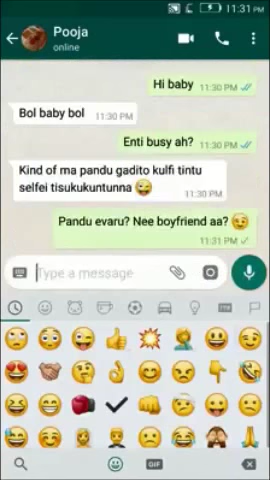 11:31 PM
Pooja
online
Hi baby 11:30 PM
Bol baby bol 11:30 PM
Enti busy ah? 11:30 PM
Kind of ma pandu gadito kulfi tintu
selfei tisukukuntunna
11:30 PM
Pandu evaru? Nee boyfriend aa?
11:31 PM
Type a message
GIF